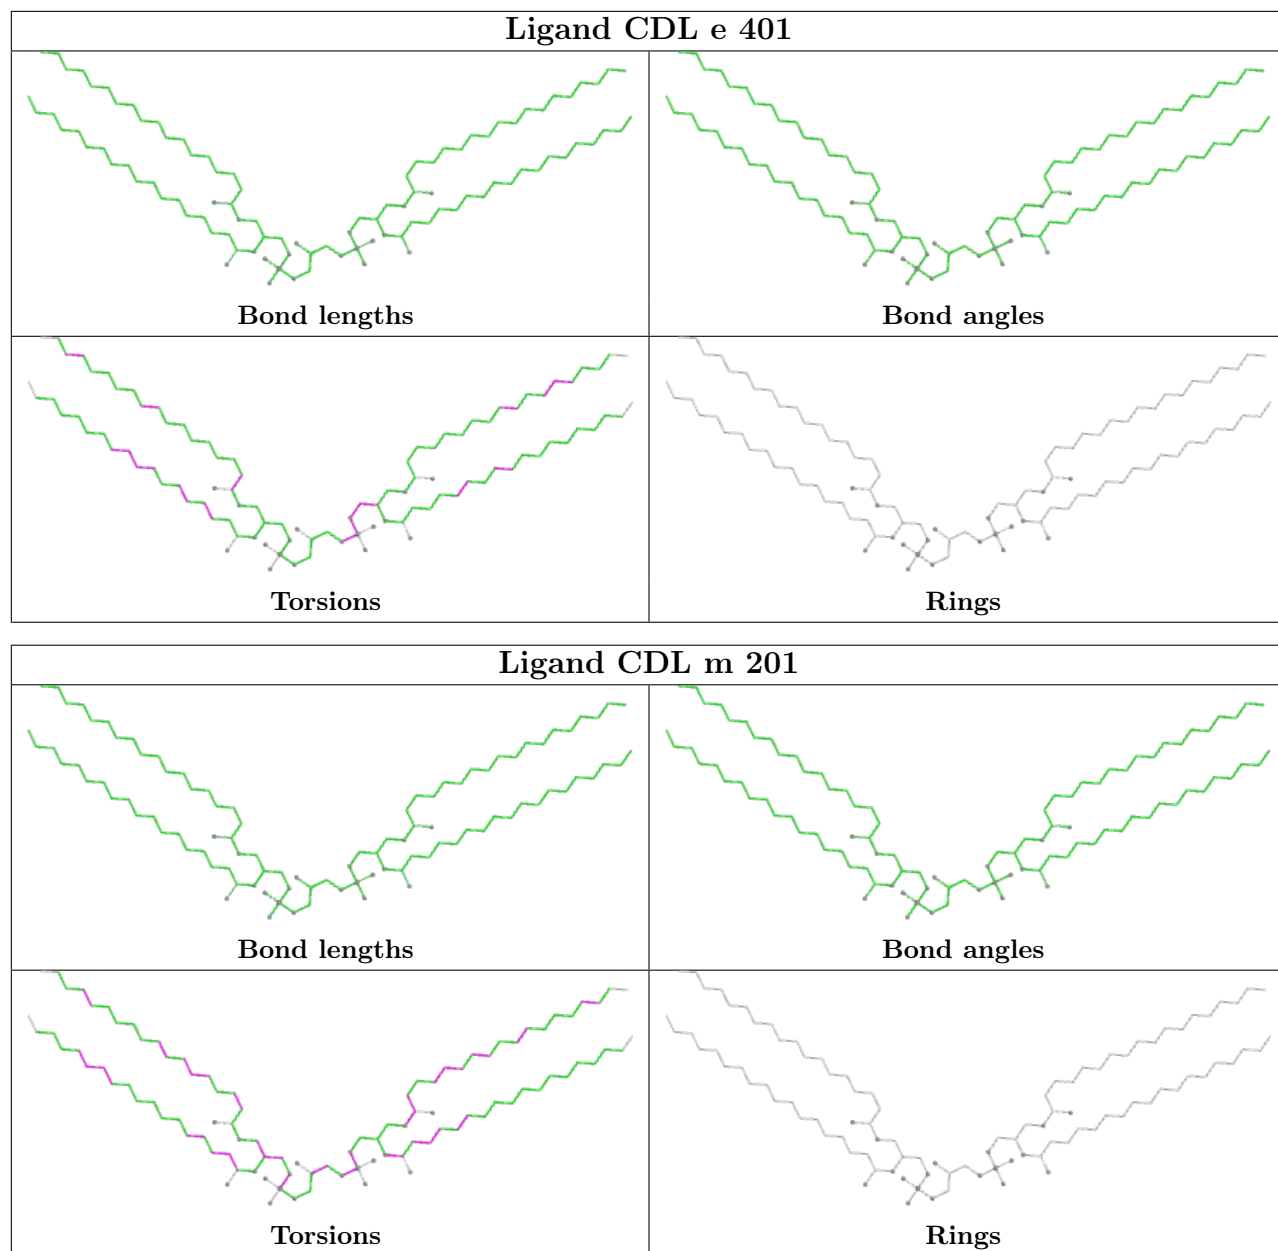 Ligand CDL e 401
Bond lengths
Bond angles
Torsions
Rings
Ligand CDL m 201
Bond lengths
Bond angles
Torsions
Rings